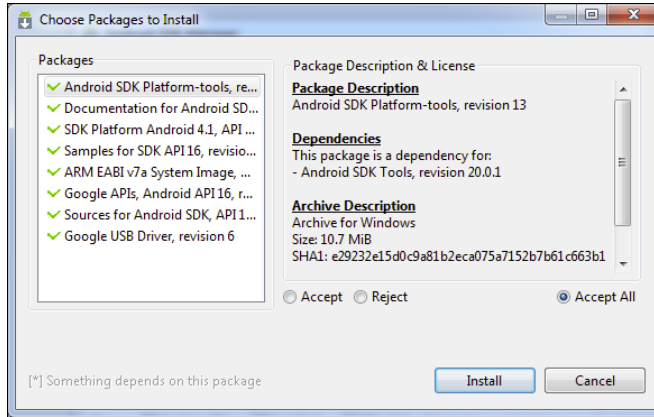 Choose Packages to Install
Packages
Android SDK Platform-tools, re...
Documentation for Android SD...
SDK Platform Android 4.1, API ...
Samples for SDK API 16, revisio...
ARM EABI v7a System Image, ...
Google APIs, Android API 16, r...
Sources for Android SDK, API 1...
Google USB Driver, revision 6
Package Description & License
Package Description
Android SDK Platform-tools, revision 13
Dependencies
This package is a dependency for:
- Android SDK Tools, revision 20.0.1
Archive Description
Archive for Windows
Size: 10.7 MiB
SHA1: e29232e15d0c9a81b2eca075a7152b7b61c663b1
Accept Reject Accept All
[*] Something depends on this package
Install Cancel